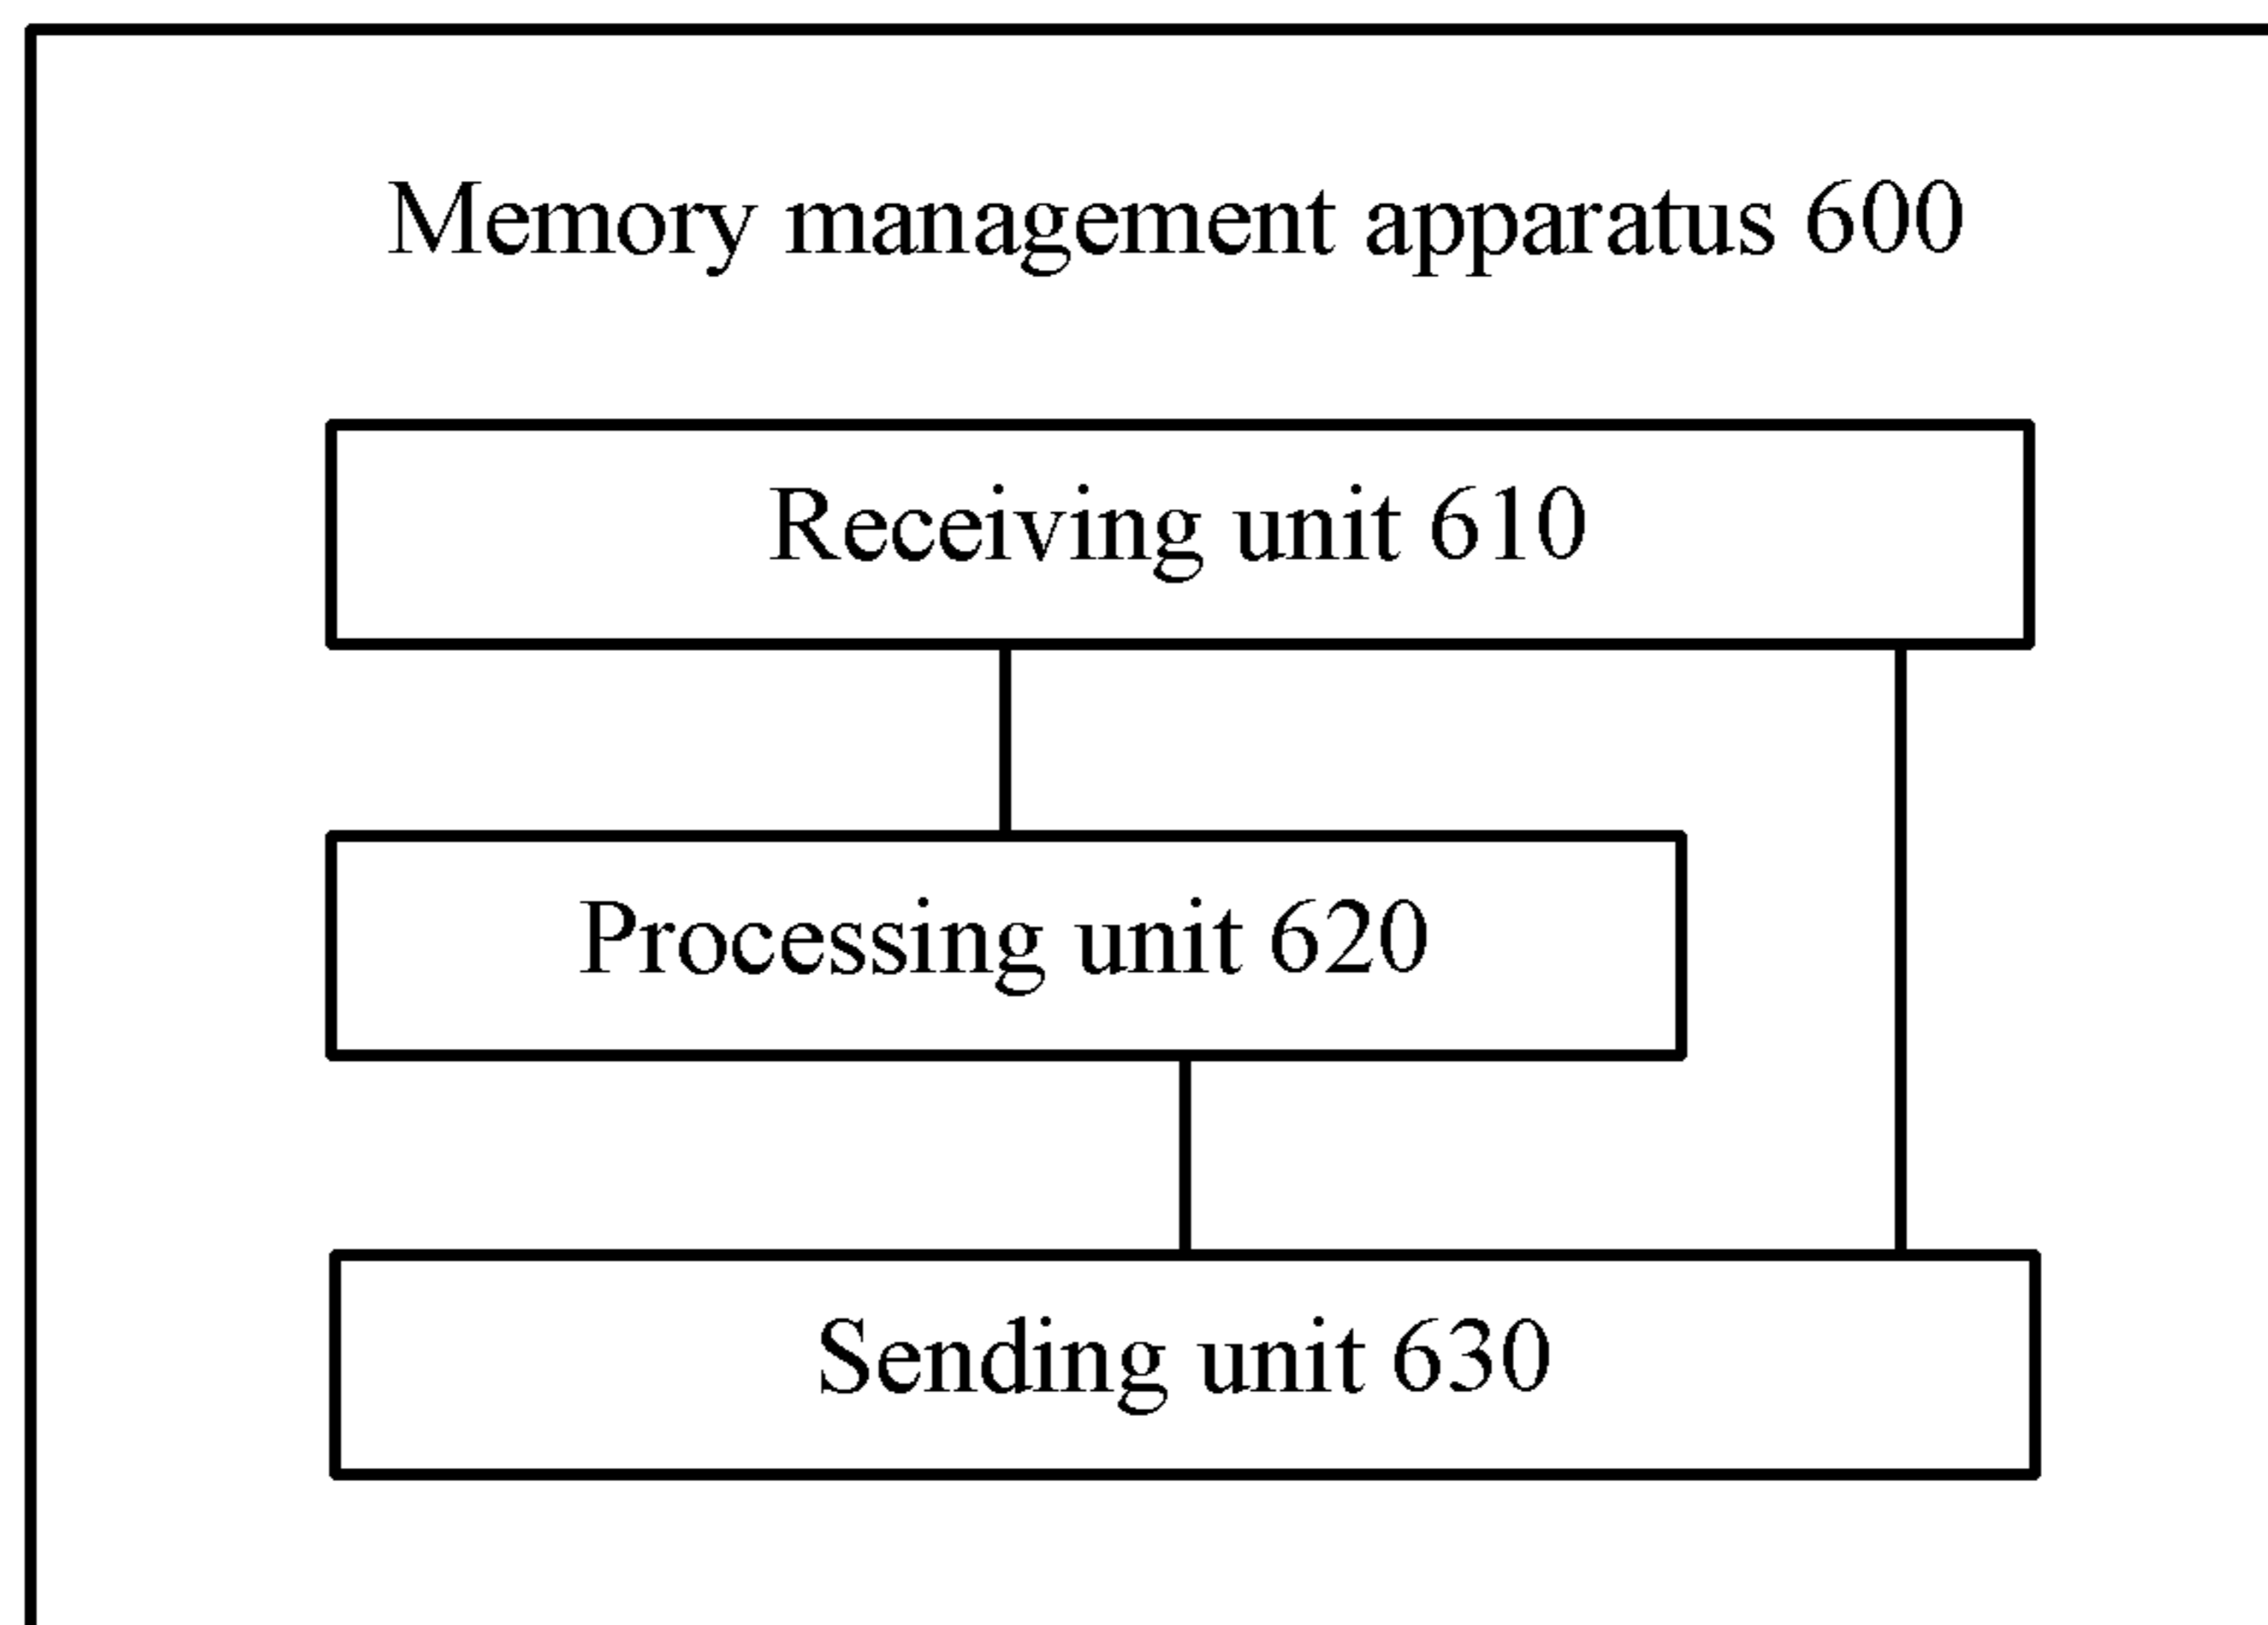 Memory management apparatus 600
Receiving unit 610
Processing unit 620
Sending unit 630